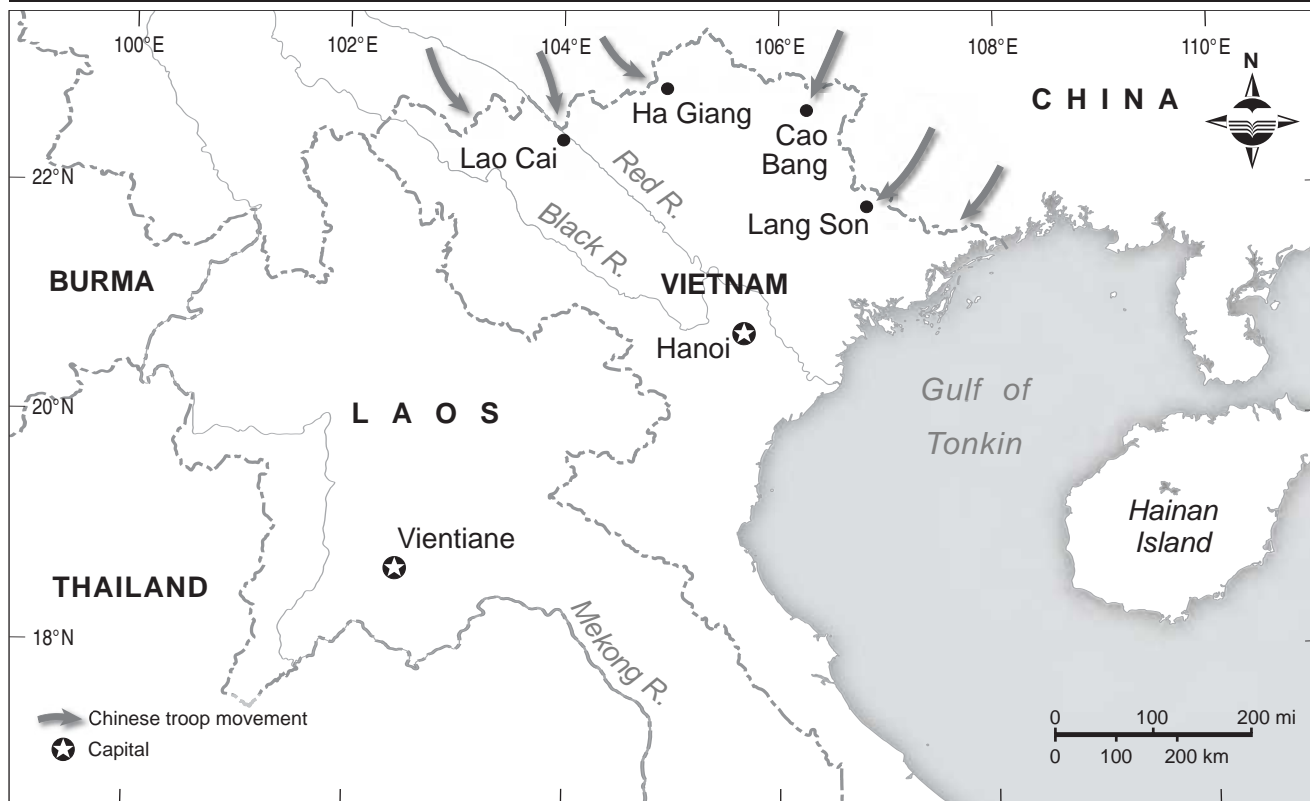 100°E
102°E
104°E
106°E
108°E
110°E
N
CHINA
Ha Giang
Cao
Bang
Lao Cai
22°N
Red R.
Lang Son
Black R.
BURMA
VIETNAM
Hanoi
20°N
LAOS
Gulf of
Tonkin
Hainan
Island
Vientiane
THAILAND
18°N
Mekong R.
Chinese troop movement
Capital
0 100 200 mi
0 100 200 km